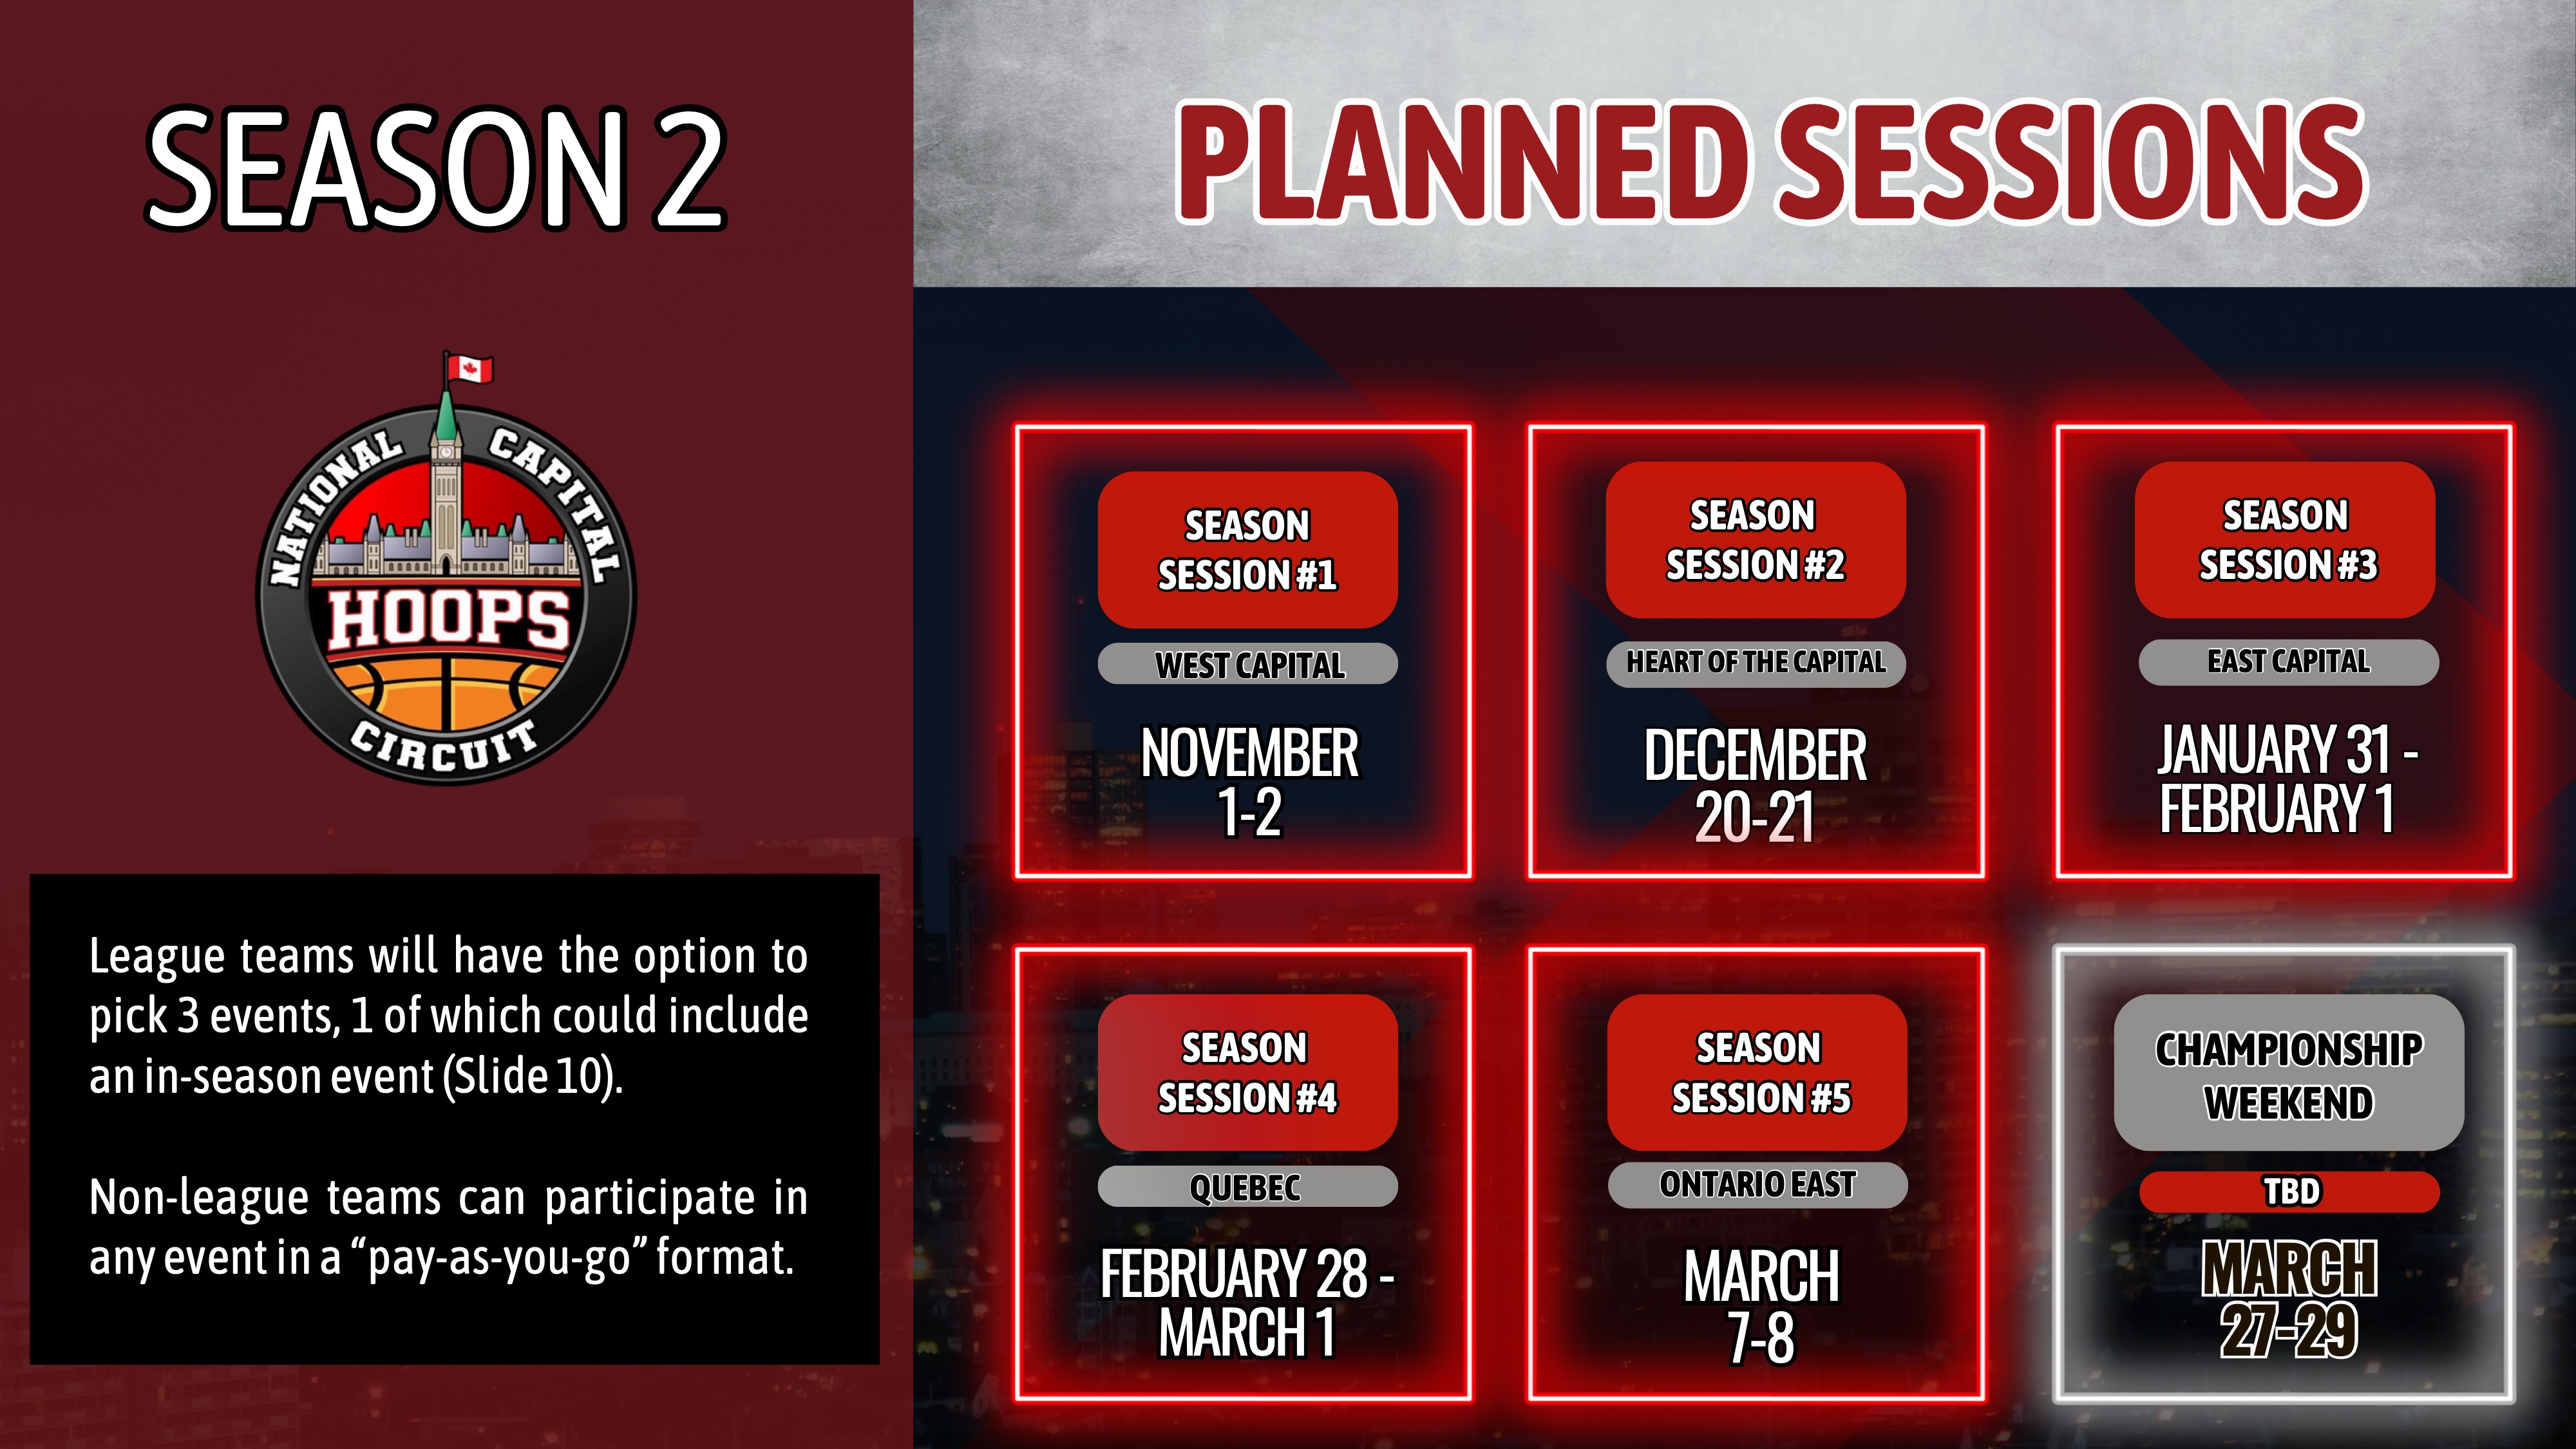 SEASON 2
NATIONAL CAPITAL
HOOPS
CIRCUIT
League teams will have the option to
pick 3 events, 1 of which could include
an in-season event (Slide 10).
Non-league teams can participate in
any event in a “pay-as-you-go” format.
PLANNED SESSIONS
SEASON
SESSION #1
WEST CAPITAL
NOVEMBER
1-2
SEASON
SESSION #2
HEART OF THE CAPITAL
DECEMBER
20-21
SEASON
SESSION #3
EAST CAPITAL
JANUARY 31 -
FEBRUARY 1
SEASON
SESSION #4
QUEBEC
FEBRUARY 28 -
MARCH 1
SEASON
SESSION #5
ONTARIO EAST
MARCH
7-8
CHAMPIONSHIP
WEEKEND
TBD
MARCH
27-29